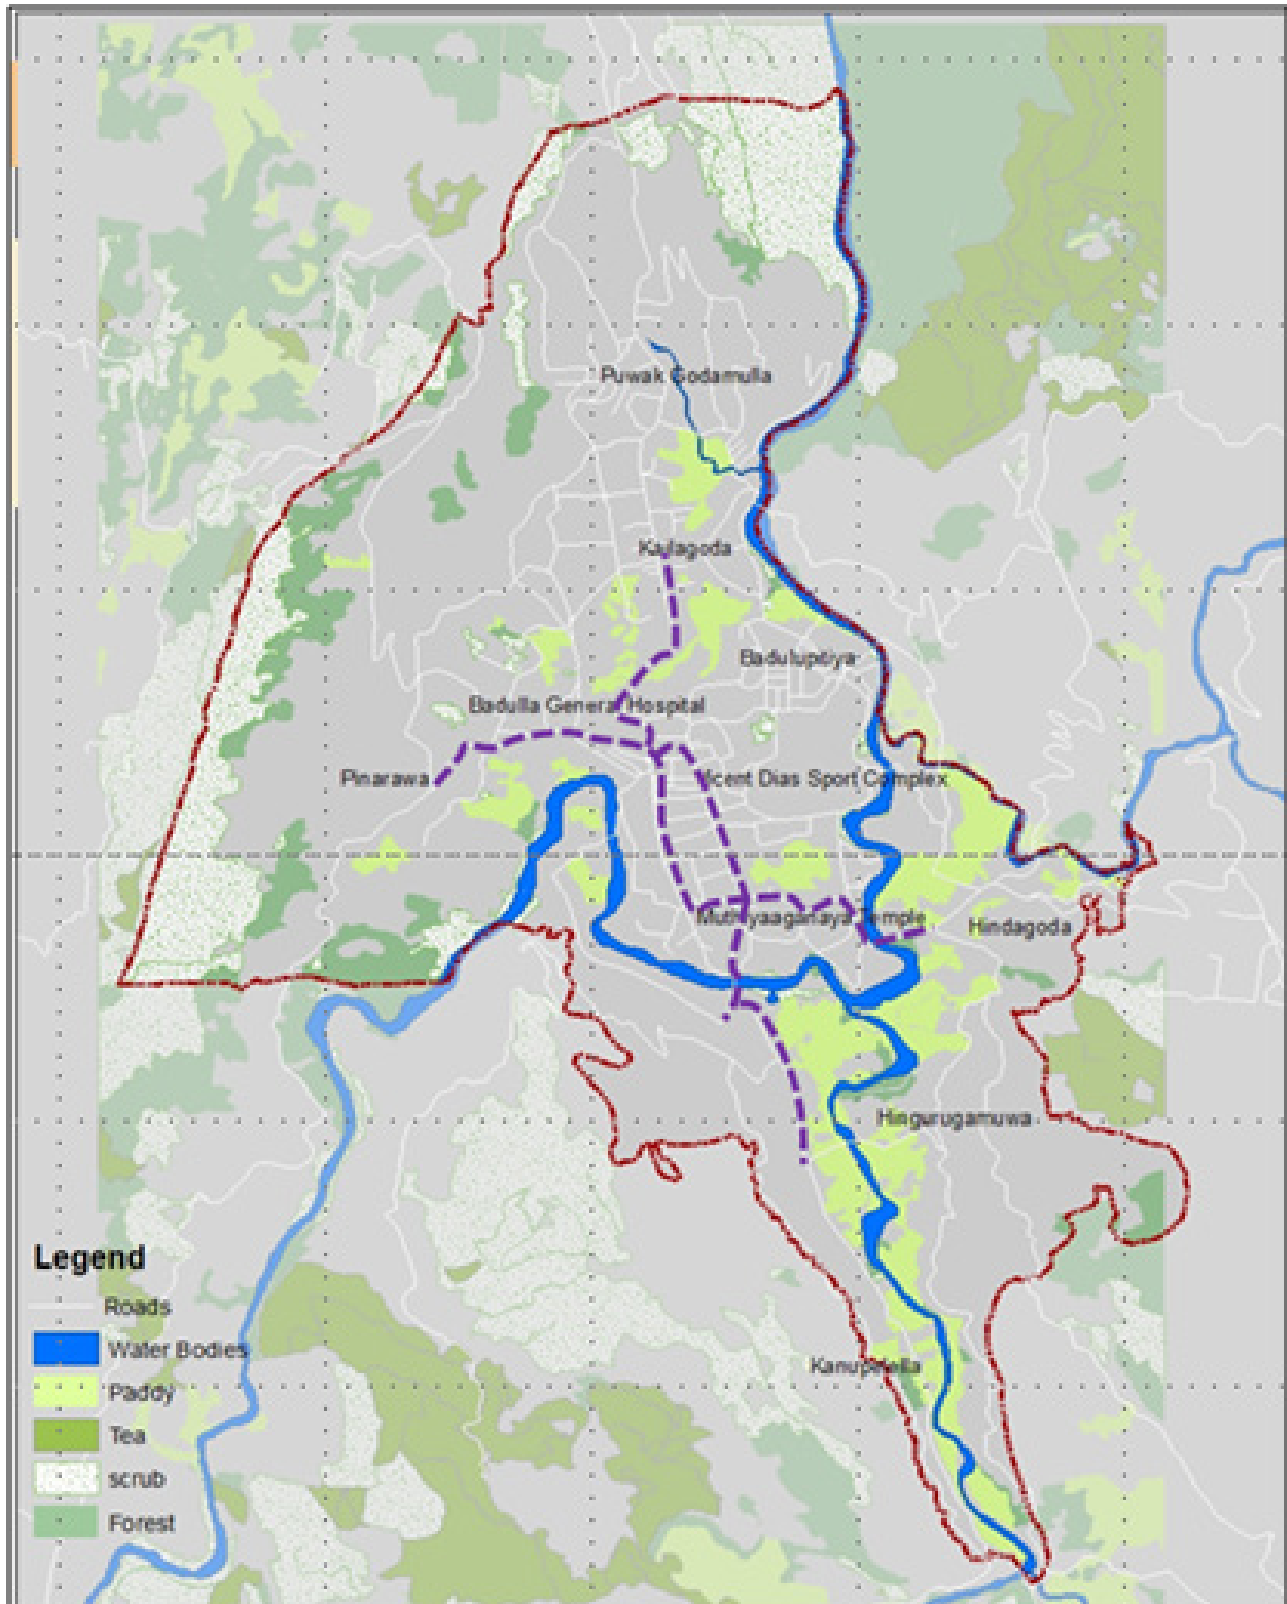 Puwak Godamulla
Kailagoda
Badulupitiya
Badulla General Hospital
Pinarawa
Vicent Dias Sport Complex
Muthiyaaganaya Temple
Hindagoda
Hingurugamuwa
Kanupelella
Legend
Roads
Water Bodies
Paddy
Tea
scrub
Forest